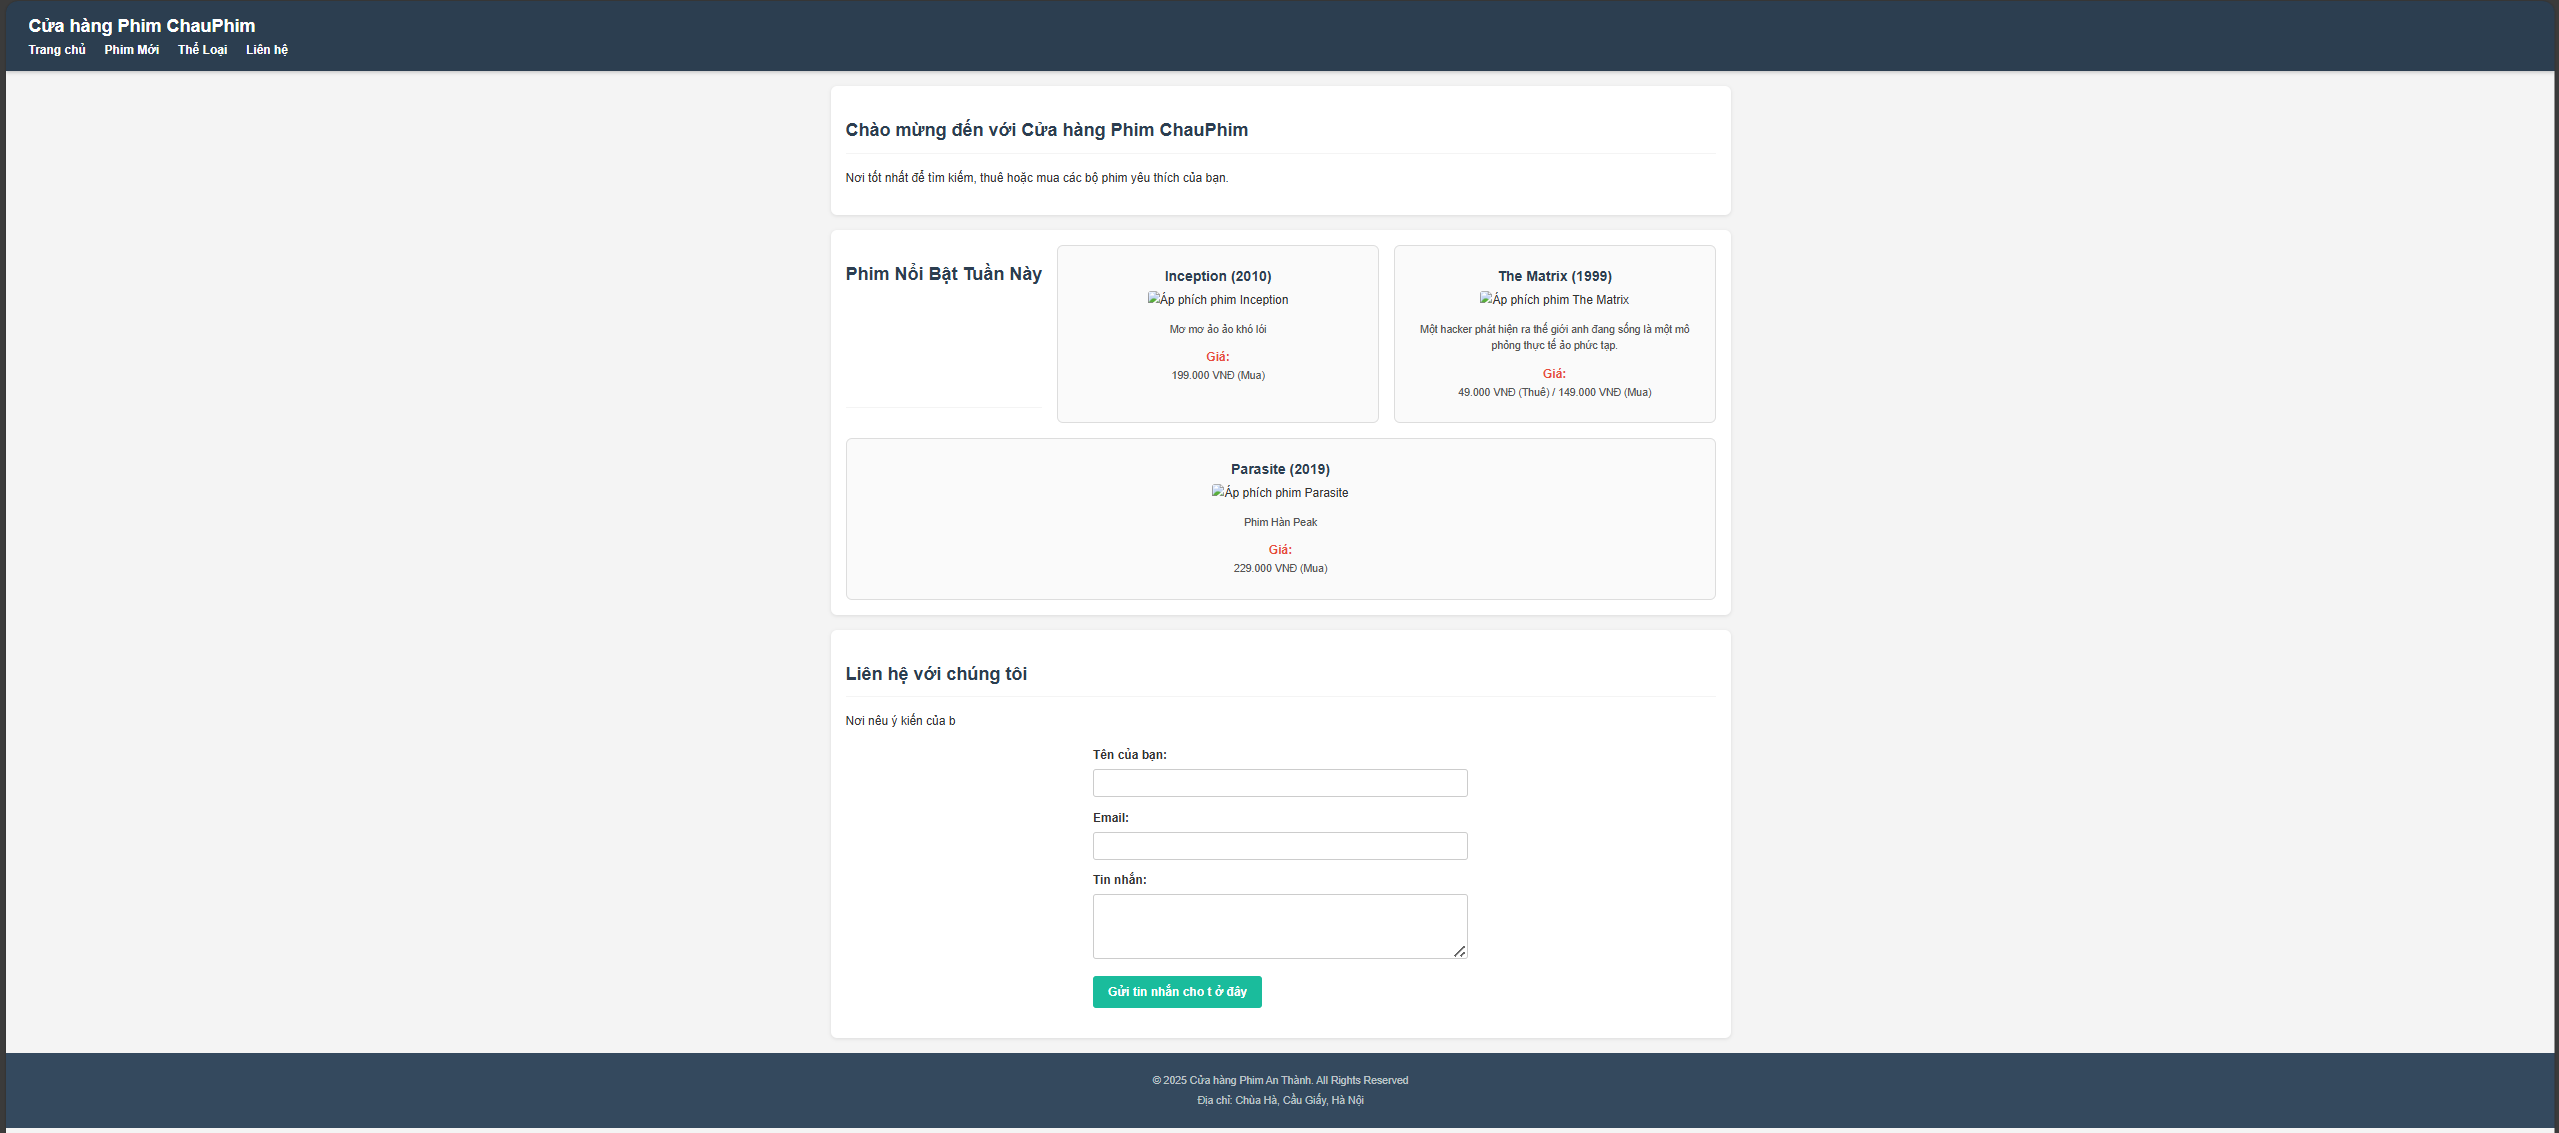 Cửa hàng Phim ChauPhim
Trang chủ Phim Mới Thể Loại Liên hệ
Chào mừng đến với Cửa hàng Phim ChauPhim
Nơi tốt nhất để tìm kiếm, thuê hoặc mua các bộ phim yêu thích của bạn.
Phim Nổi Bật Tuần Này
Inception (2010)
Áp phích phim Inception
Mơ mơ ảo ảo khó lói
Giá:
199.000 VNĐ (Mua)
The Matrix (1999)
Áp phích phim The Matrix
Một hacker phát hiện ra thế giới anh đang sống là một mô
phỏng thực tế ảo phức tạp.
Giá:
49.000 VNĐ (Thuê) / 149.000 VNĐ (Mua)
Parasite (2019)
Áp phích phim Parasite
Phim Hàn Peak
Giá:
229.000 VNĐ (Mua)
Liên hệ với chúng tôi
Nơi nêu ý kiến của b
Tên của bạn:
Email:
Tin nhắn:
Gửi tin nhắn cho t ở đây
© 2025 Cửa hàng Phim An Thành. All Rights Reserved
Địa chỉ: Chùa Hà, Cầu Giấy, Hà Nội